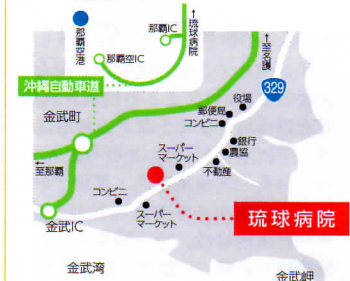 那覇空港
那覇IC
那覇空IC
↑琉球病院
沖縄自動車道
↑至名護
329
金武町
役場
郵便局
コンビニ
銀行
農協
スーパー
マーケット
不動産
←至那覇
コンビニ
スーパー
マーケット
金武IC
琉球病院
金武湾
金武岬